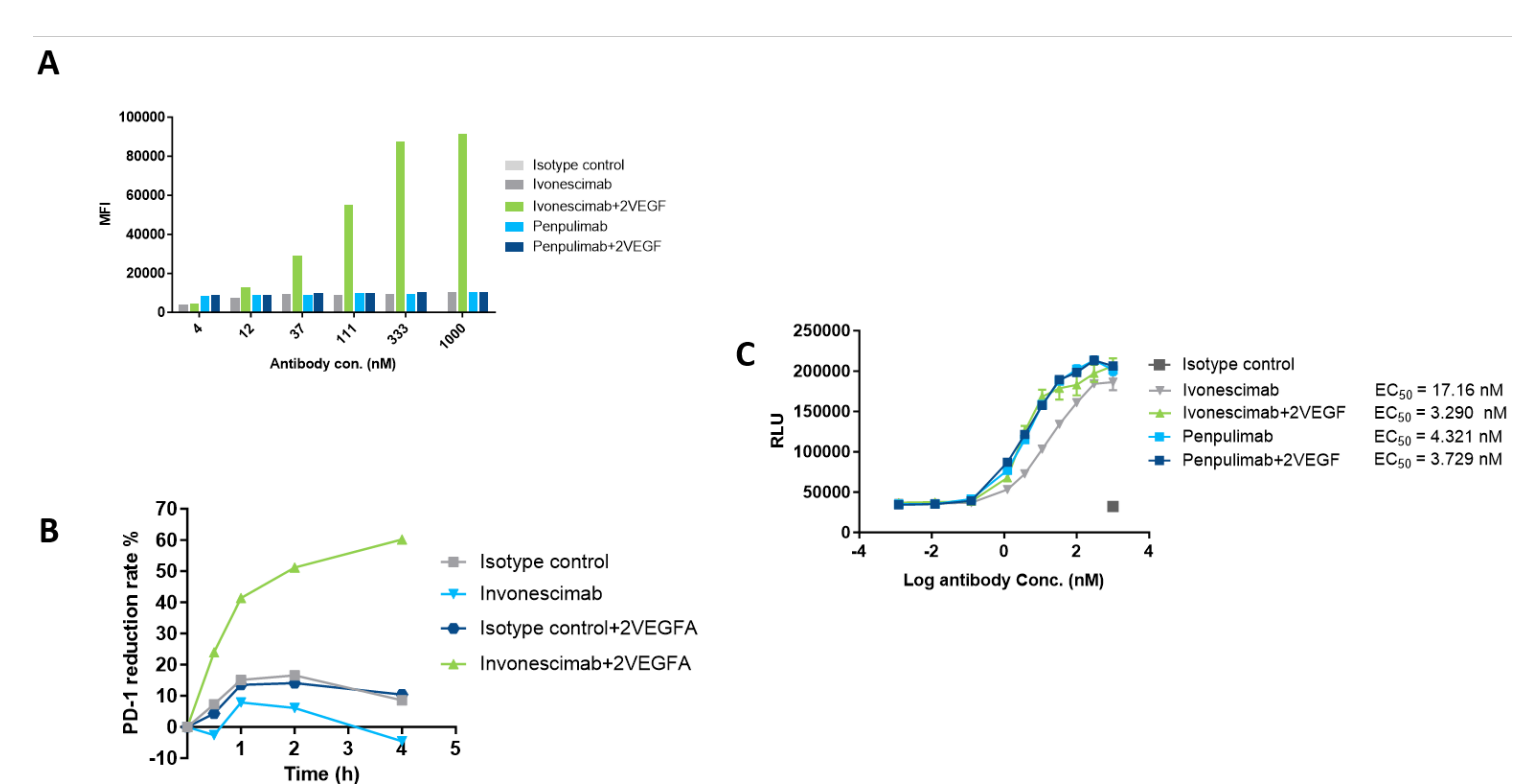 A
100000
80000
60000
40000
20000
0
MFI
4 12 37 111 333 1000
Antibody con. (nM)
Isotype control
Ivonescimab
Ivonescimab+2VEGF
Penpulimab
Penpulimab+2VEGF
B
70
60
50
40
30
20
10
0
-10
PD-1 reduction rate %
1 2 3 4 5
Time (h)
Isotype control
Invonescimab
Isotype control+2VEGFA
Invonescimab+2VEGFA
C
250000
200000
150000
100000
50000
0
RLU
-4 -2 0 2 4
Log antibody Conc. (nM)
Isotype control
Ivonescimab EC50 = 17.16 nM
Ivonescimab+2VEGF EC50 = 3.290 nM
Penpulimab EC50 = 4.321 nM
Penpulimab+2VEGF EC50 = 3.729 nM